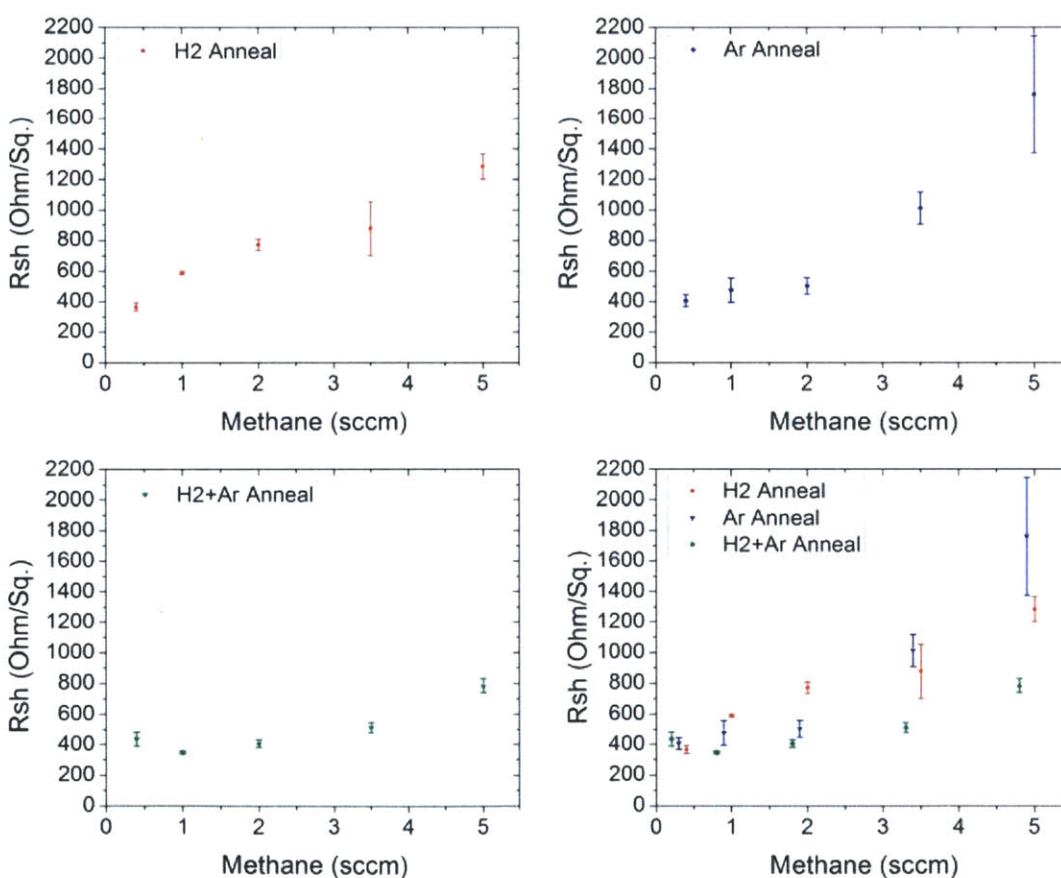 2200
2000
1800
1600
1400
1200
1000
800
600
400
200
0
Rsh (Ohm/Sq.)
H2 Anneal
0 1 2 3 4 5
Methane (sccm)
2200
2000
1800
1600
1400
1200
1000
800
600
400
200
0
Rsh (Ohm/Sq.)
Ar Anneal
0 1 2 3 4 5
Methane (sccm)
2200
2000
1800
1600
1400
1200
1000
800
600
400
200
0
Rsh (Ohm/Sq.)
H2+Ar Anneal
0 1 2 3 4 5
Methane (sccm)
2200
2000
1800
1600
1400
1200
1000
800
600
400
200
0
Rsh (Ohm/Sq.)
H2 Anneal
Ar Anneal
H2+Ar Anneal
0 1 2 3 4 5
Methane (sccm)